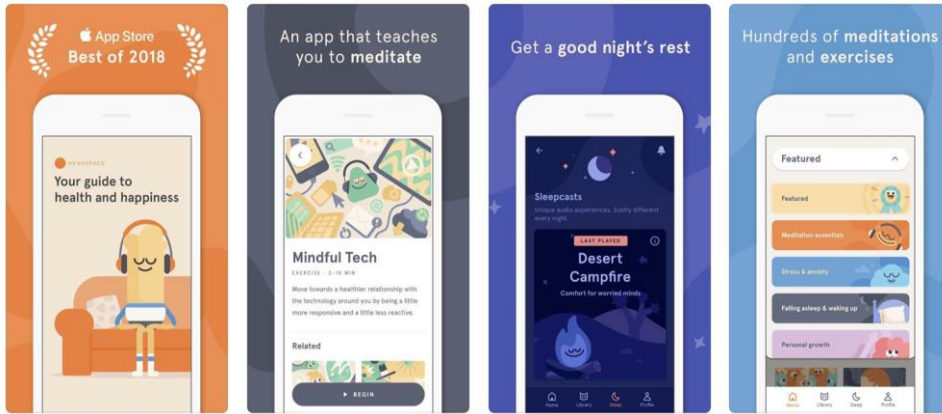 App Store
Best of 2018
HEADSPACE
Your guide to
health and happiness
An app that teaches
you to meditate
Mindful Tech
EXERCISE · 3-10 MIN
Move towards a healthier relationship with
the technology around you by being a little
more responsive and a little less reactive.
Related
BEGIN
Get a good night's rest
Sleepcasts
Unique audio experiences. Subtly different
every night.
LAST PLAYED
Desert
Campfire
Comfort for worried minds
Home Library Sleep Profile
Hundreds of meditations
and exercises
Featured
Featured
Meditation essentials
Stress & anxiety
Falling asleep & waking up
Personal growth
Home Library Sleep Profile